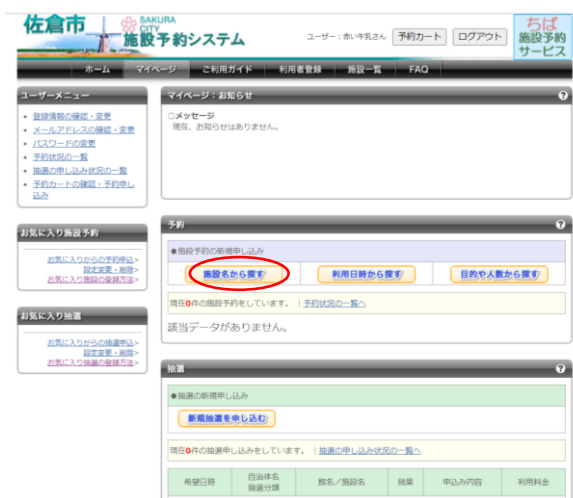 佐倉市
SAKURA
CITY
施設予約システム
ユーザー：赤い牛乳さん 予約カート ログアウト
ちば
施設予約
サービス
ホーム マイページ ご利用ガイド 利用者登録 施設一覧 FAQ
ユーザーメニュー
登録情報の確認・変更
メールアドレスの確認・変更
パスワードの変更
予約状況の一覧
抽選の申し込み状況の一覧
予約カートの確認・予約申し
込み
マイページ：お知らせ
○メッセージ
現在、お知らせはありません。
お気に入り施設予約
お気に入りからの予約申込>
設定変更・削除>
お気に入り施設の登録方法>
お気に入り抽選
お気に入りからの抽選申込>
設定変更・削除>
お気に入り抽選の登録方法>
予約 ?
●施設予約の新規申し込み
施設名から探す 利用日時から探す 目的や人数から探す
現在0件の施設予約をしています。｜予約状況の一覧へ
該当データがありません。
抽選 ?
●抽選の新規申し込み
新規抽選を申し込む
現在0件の抽選申し込みをしています。｜抽選の申し込み状況の一覧へ
希望日時 自治体名 館名／施設名 結果 申込み内容 利用料金
抽選分類